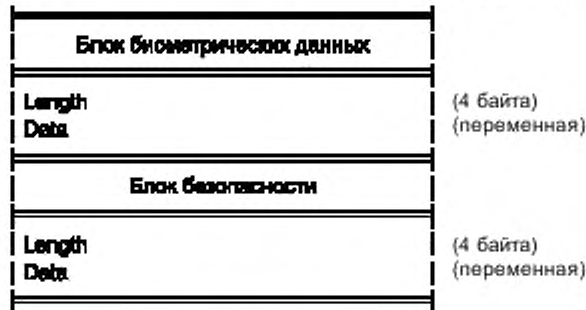 Блок биометрических данных
Length (4 байта)
Data (переменная)
Блок безопасности
Length (4 байта)
Data (переменная)